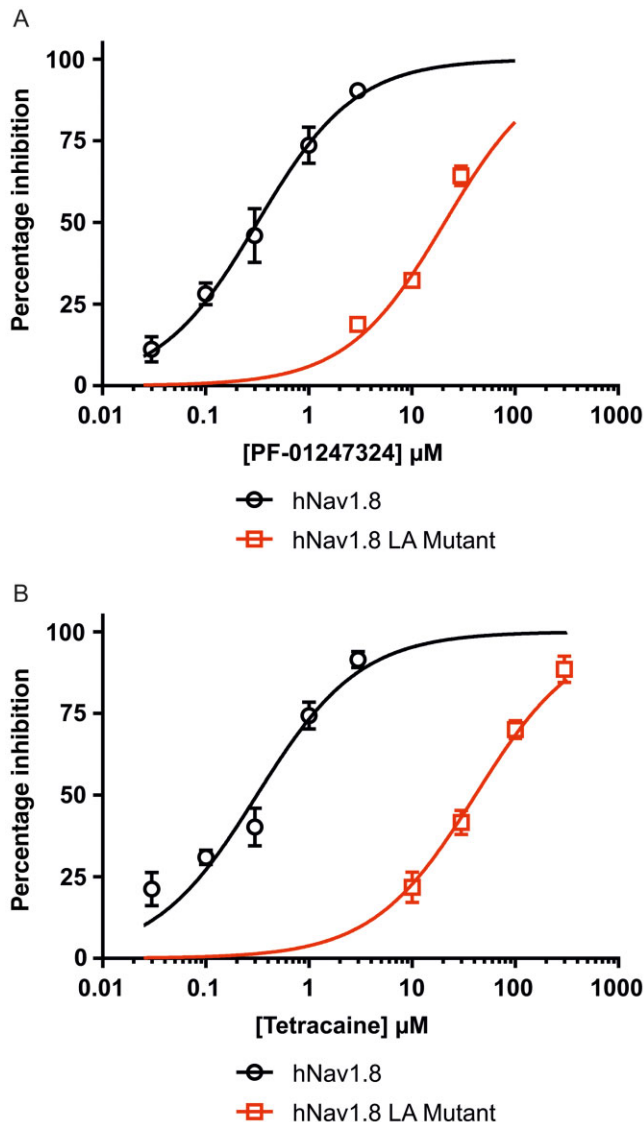 A
Percentage inhibition
100
75
50
25
0
0.01 0.1 1 10 100 1000
[PF-01247324] µM
hNav1.8
hNav1.8 LA Mutant
B
Percentage inhibition
100
75
50
25
0
0.01 0.1 1 10 100 1000
[Tetracaine] µM
hNav1.8
hNav1.8 LA Mutant